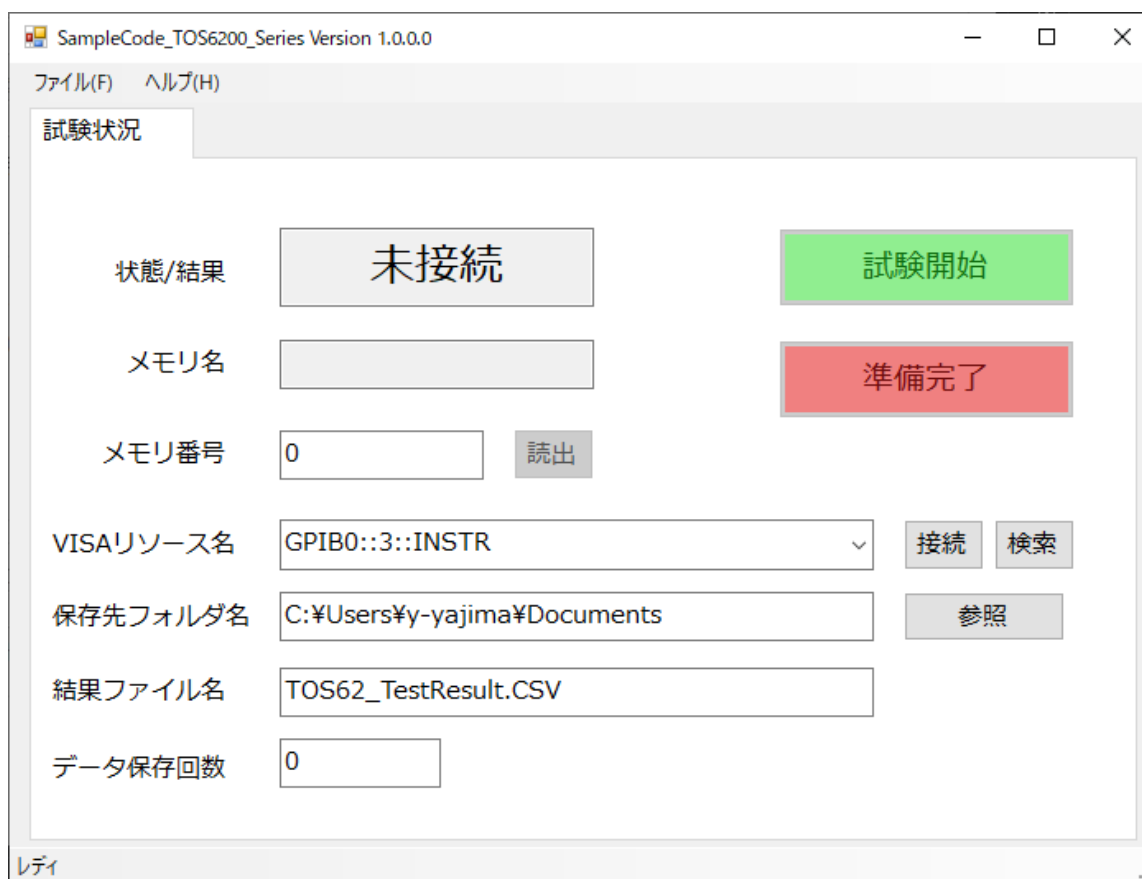 SampleCode_TOS6200_Series Version 1.0.0.0
ファイル(F) ヘルプ(H)
試験状況
状態/結果 未接続 試験開始
メモリ名 準備完了
メモリ番号 0 読出
VISAリソース名 GPIB0::3::INSTR 接続 検索
保存先フォルダ名 C:¥Users¥y-yajima¥Documents 参照
結果ファイル名 TOS62_TestResult.CSV
データ保存回数 0
レディ